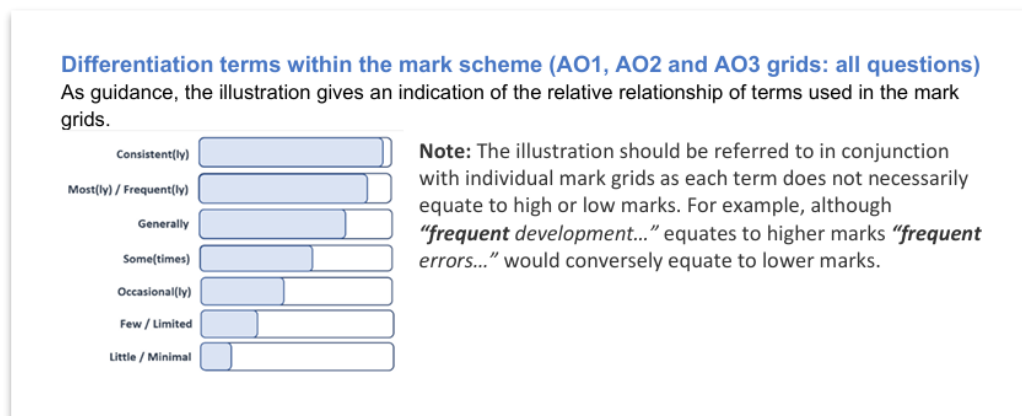 Differentiation terms within the mark scheme (AO1, AO2 and AO3 grids: all questions)
As guidance, the illustration gives an indication of the relative relationship of terms used in the mark
grids.
Consistent(ly)
Most(ly) / Frequent(ly)
Generally
Some(times)
Occasional(ly)
Few / Limited
Little / Minimal
Note: The illustration should be referred to in conjunction
with individual mark grids as each term does not necessarily
equate to high or low marks. For example, although
“frequent development…” equates to higher marks “frequent
errors…” would conversely equate to lower marks.